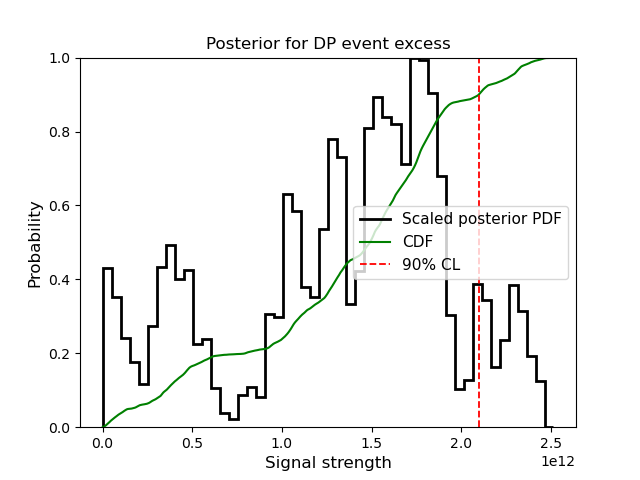 Posterior for DP event excess
Probability
1.0
0.8
0.6
0.4
0.2
0.0
Scaled posterior PDF
CDF
90% CL
0.0 0.5 1.0 1.5 2.0 2.5
1e12
Signal strength